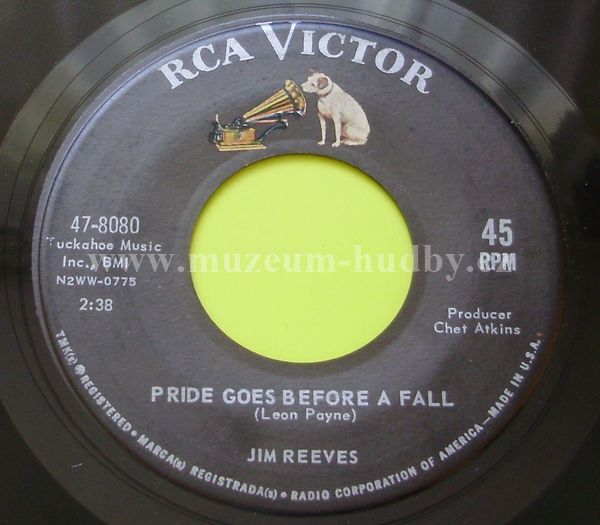 RCA VICTOR
47-8080
Tuckahoe Music
Inc., BMI
N2WW-0775
2:38
45
RPM
www.muzeum-hudby.cz
Producer
Chet Atkins
PRIDE GOES BEFORE A FALL
(Leon Payne)
JIM REEVES
TMK(s) ® REGISTERED • MARCA(s) REGISTRADA(s) • RADIO CORPORATION OF AMERICA—MADE IN U.S.A.